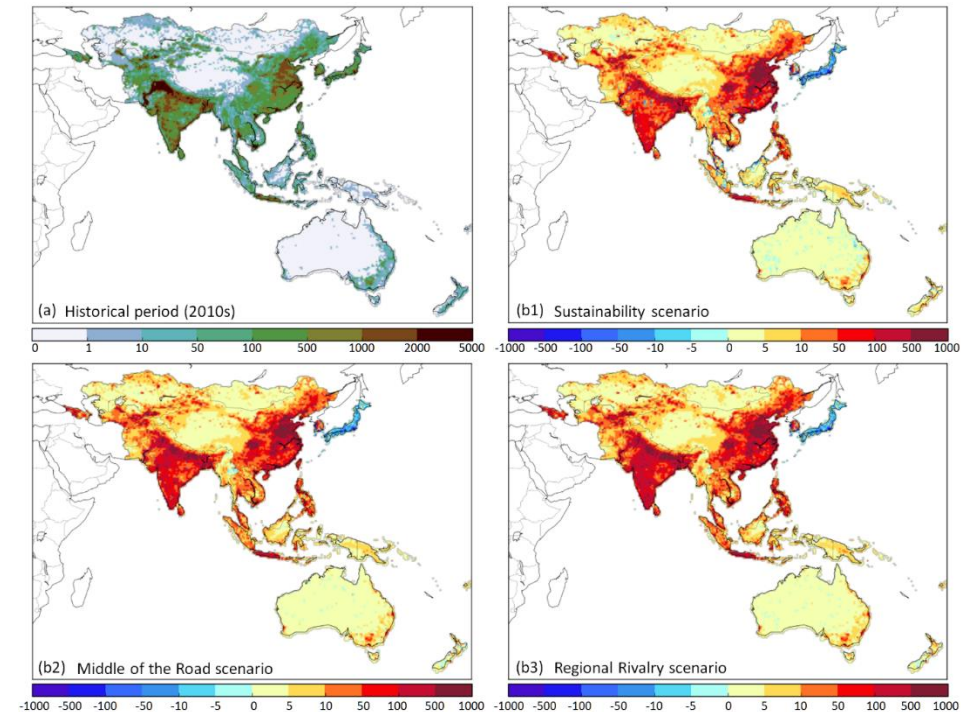 (a) Historical period (2010s)
0 1 10 50 100 500 1000 2000 5000
(b1) Sustainability scenario
-1000 -500 -100 -50 -10 -5 0 5 10 50 100 500 1000
(b2) Middle of the Road scenario
-1000 -500 -100 -50 -10 -5 0 5 10 50 100 500 1000
(b3) Regional Rivalry scenario
-1000 -500 -100 -50 -10 -5 0 5 10 50 100 500 1000